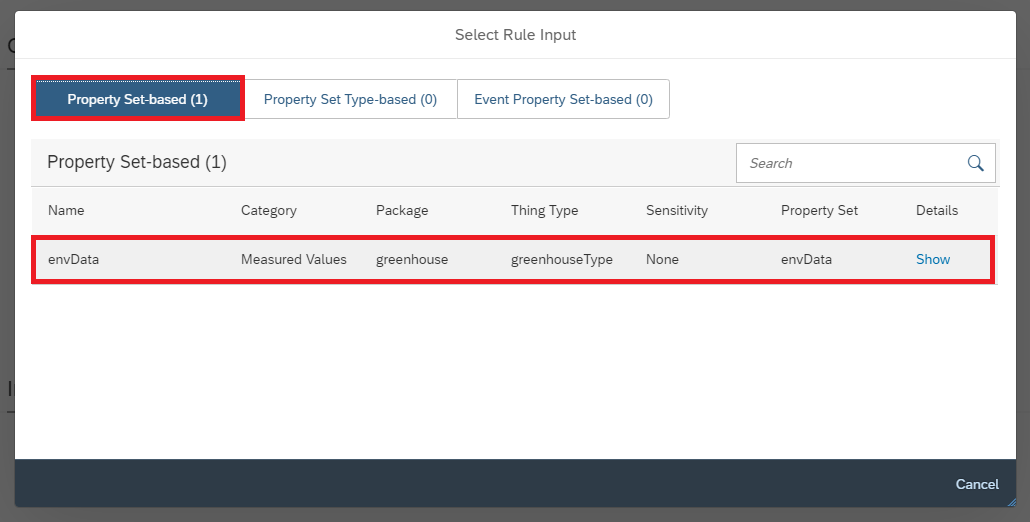 Select Rule Input
Property Set-based (1) Property Set Type-based (0) Event Property Set-based (0)
Property Set-based (1) Search
Name Category Package Thing Type Sensitivity Property Set Details
envData Measured Values greenhouse greenhouseType None envData Show
Cancel